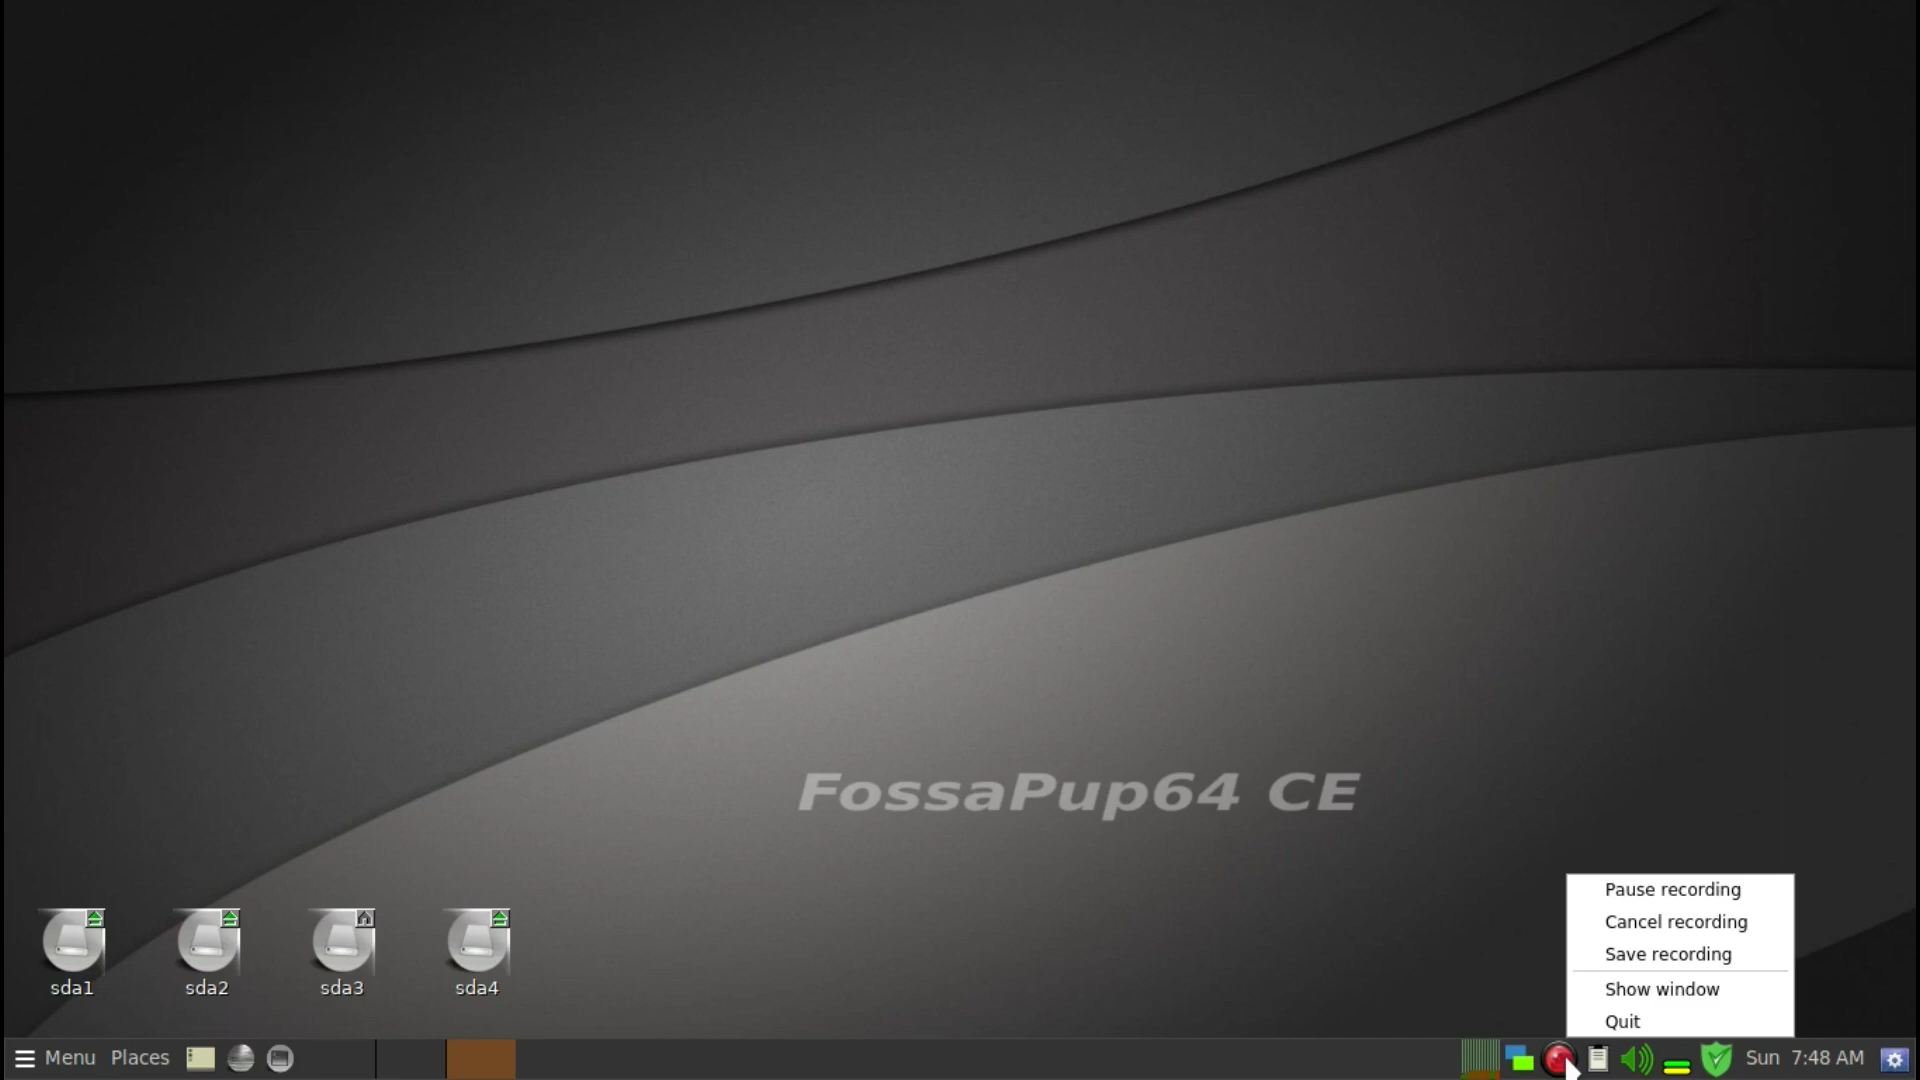 FossaPup64 CE
Pause recording
Cancel recording
Save recording
Show window
Quit
sda1 sda2 sda3 sda4
Menu Places Sun 7:48 AM